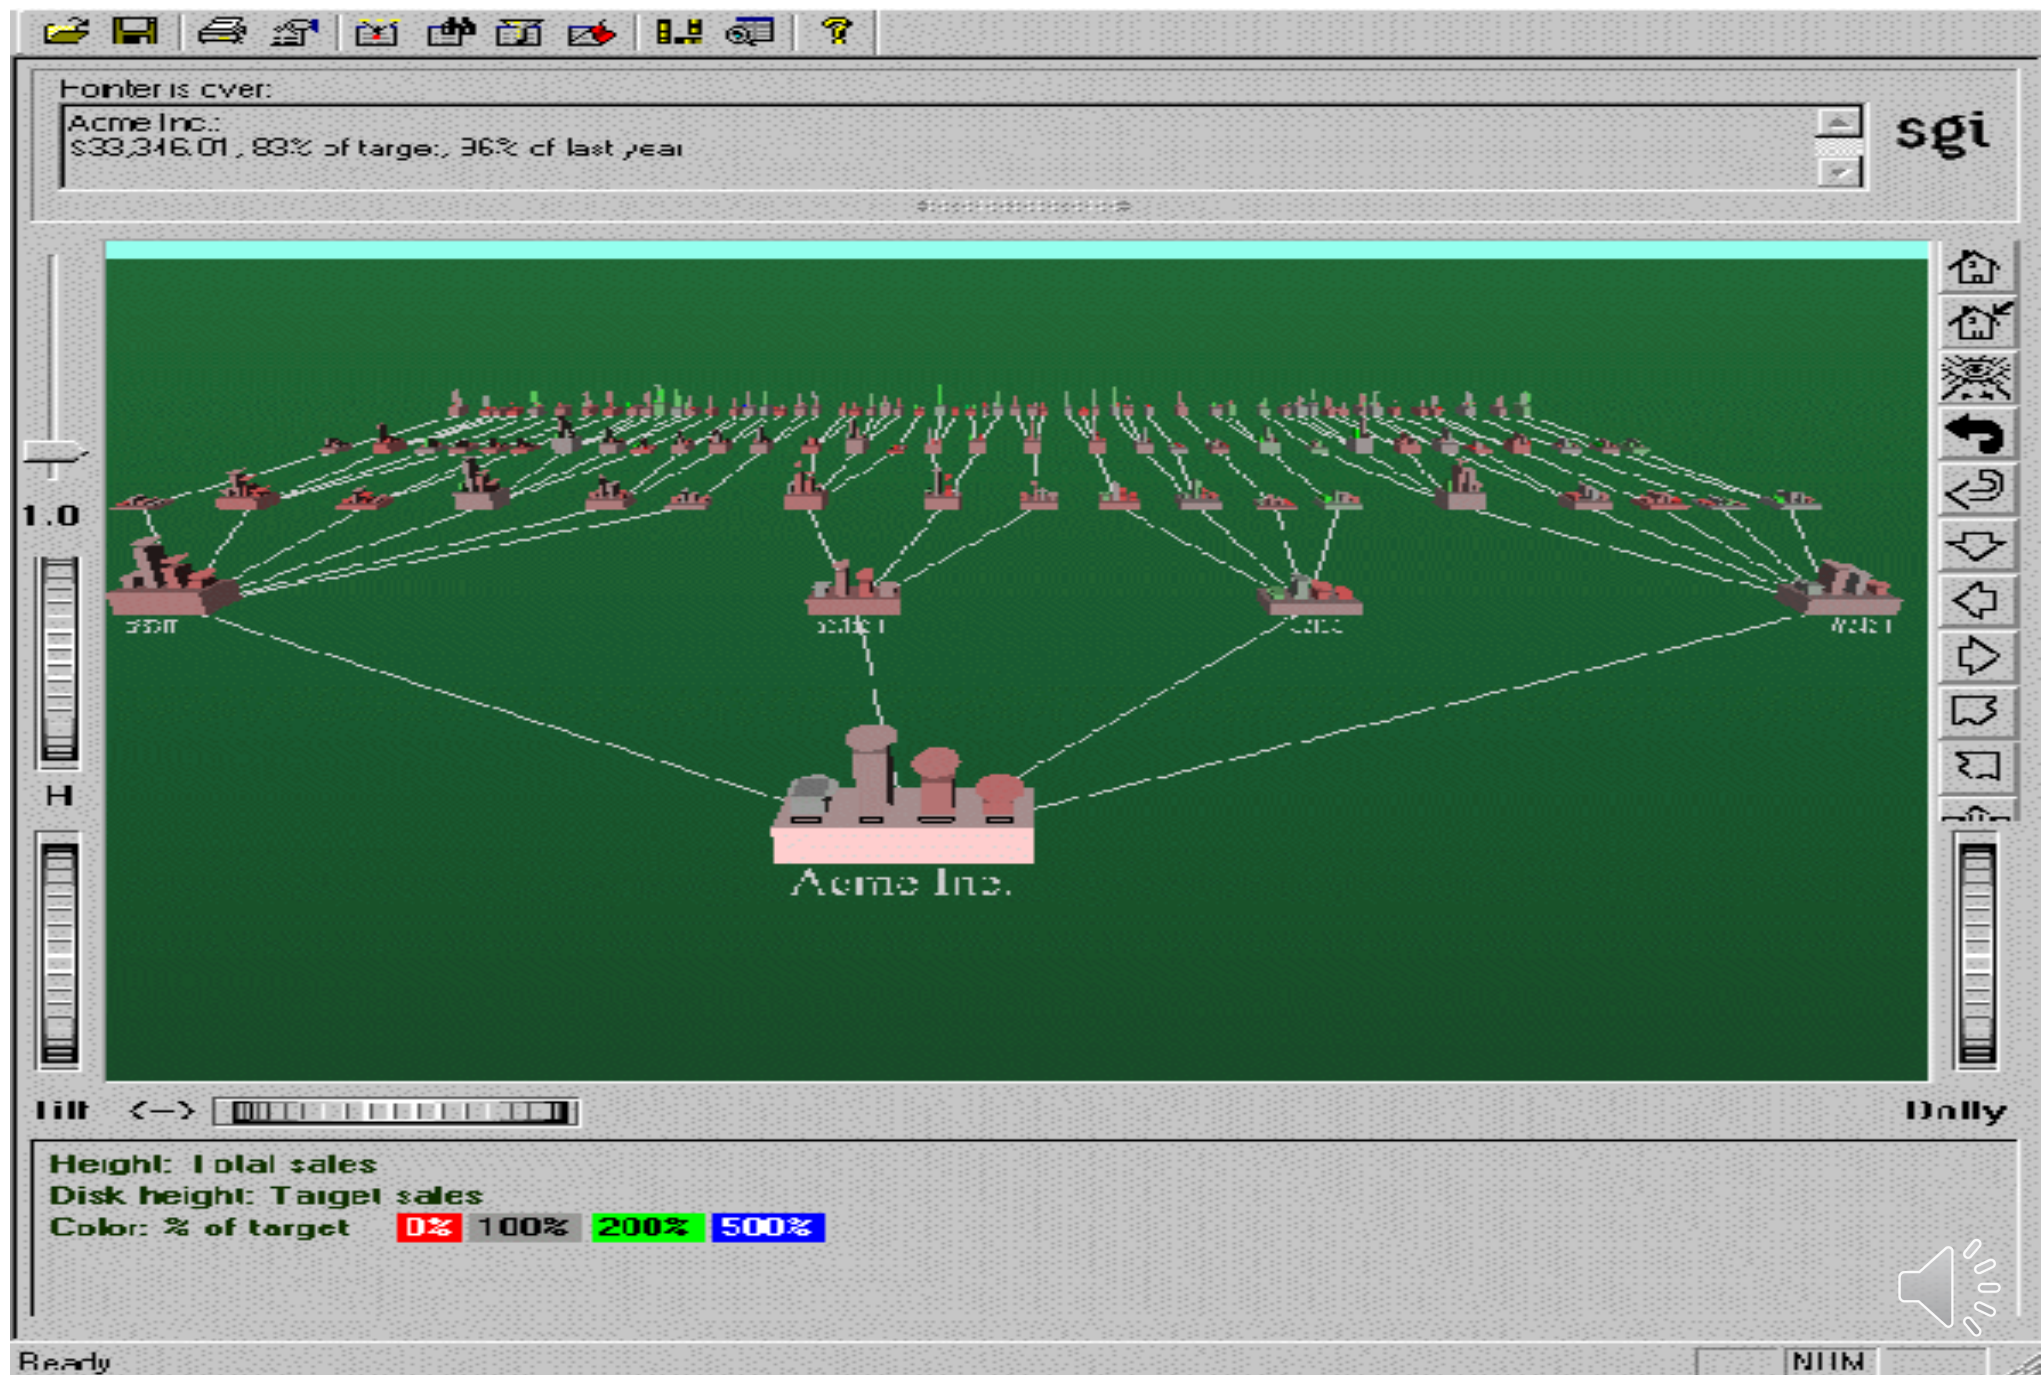 Pointer is over:
Acme Inc.:
$33,346.01, 83% of target, 96% of last year
sgi
1.0
H
Acme Inc.
Tilt <-> Dolly
Height: Total sales
Disk height: Target sales
Color: % of target 0% 100% 200% 500%
Ready NUM